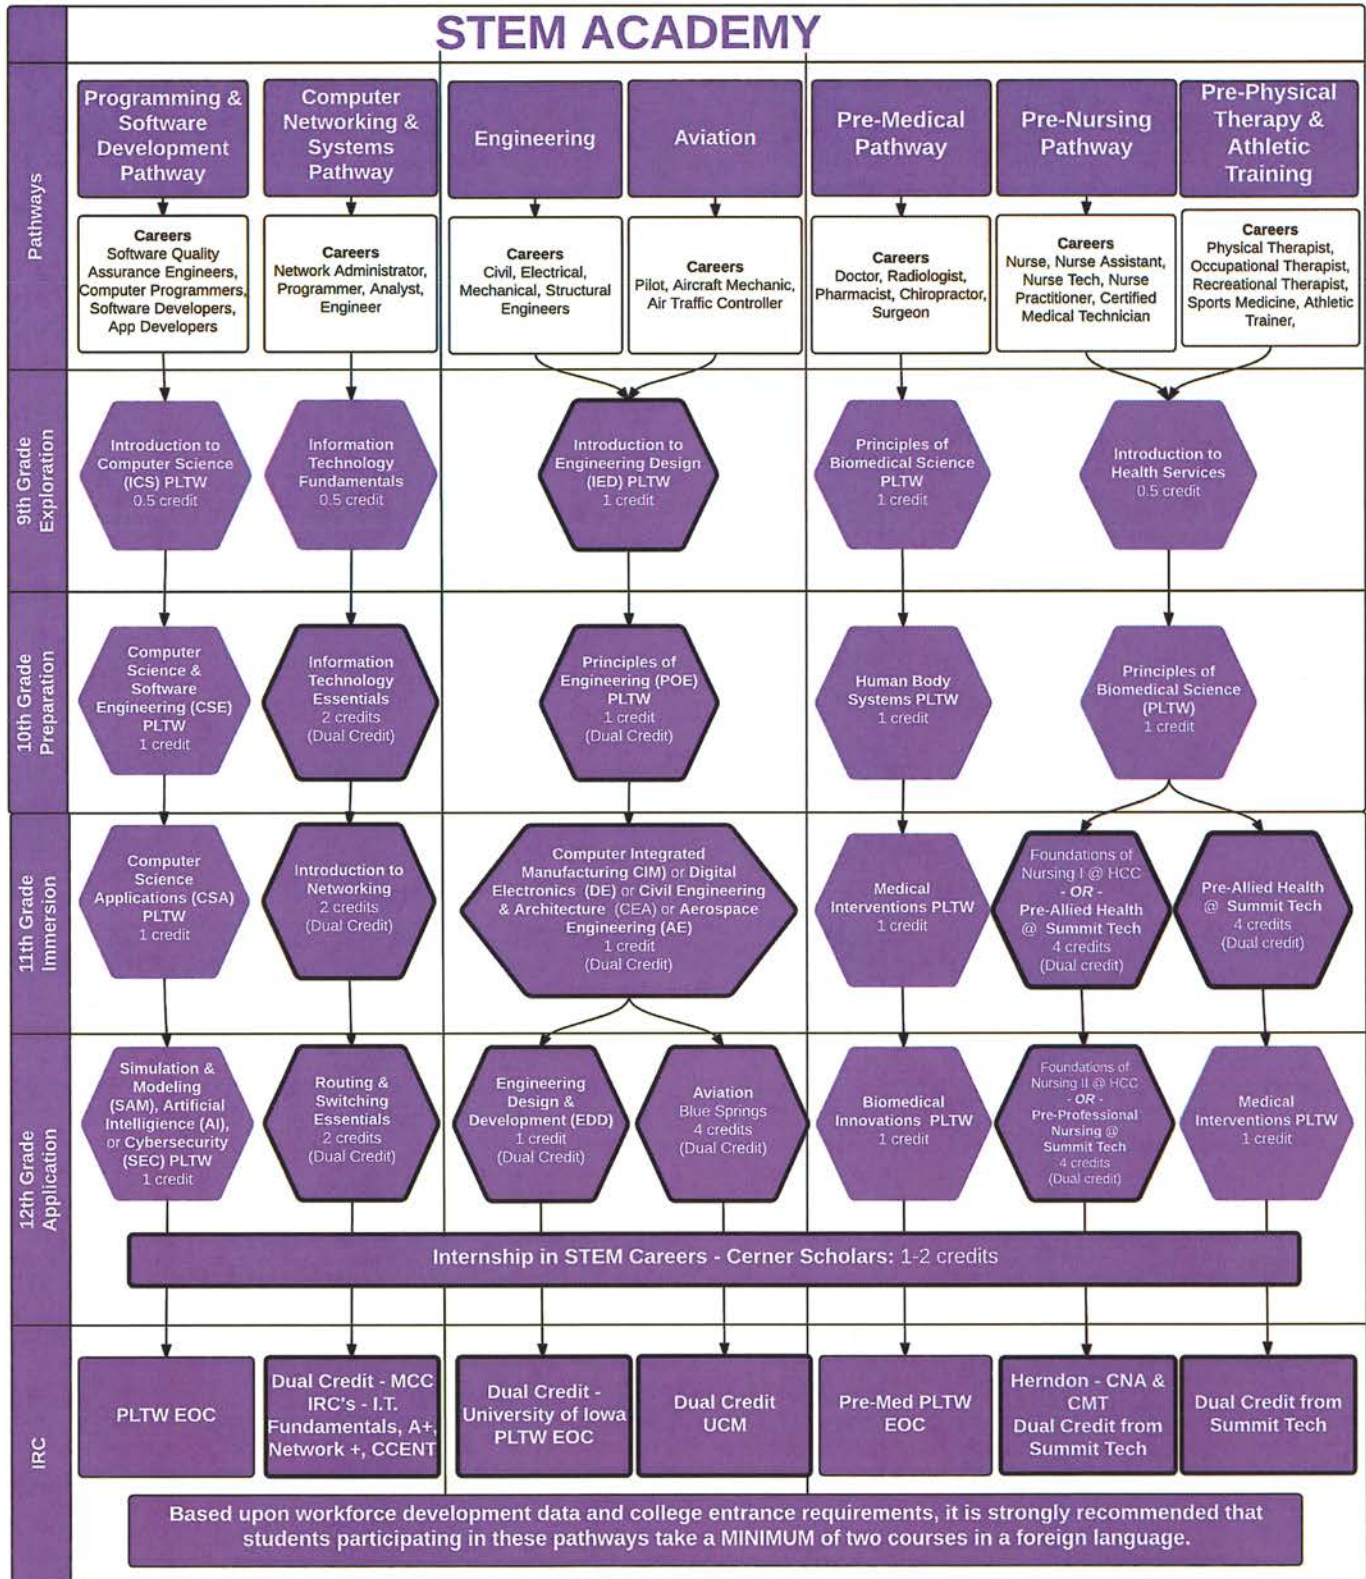 STEM ACADEMY
Pathways
Programming &
Software
Development
Pathway
Computer
Networking &
Systems
Pathway
Engineering
Aviation
Pre-Medical
Pathway
Pre-Nursing
Pathway
Pre-Physical
Therapy &
Athletic
Training
Careers
Software Quality
Assurance Engineers,
Computer Programmers,
Software Developers,
App Developers
Careers
Network Administrator,
Programmer, Analyst,
Engineer
Careers
Civil, Electrical,
Mechanical, Structural
Engineers
Careers
Pilot, Aircraft Mechanic,
Air Traffic Controller
Careers
Doctor, Radiologist,
Pharmacist, Chiropractor,
Surgeon
Careers
Nurse, Nurse Assistant,
Nurse Tech, Nurse
Practitioner, Certified
Medical Technician
Careers
Physical Therapist,
Occupational Therapist,
Recreational Therapist,
Sports Medicine, Athletic
Trainer,
9th Grade
Exploration
Introduction to
Computer Science
(ICS) PLTW
0.5 credit
Information
Technology
Fundamentals
0.5 credit
Introduction to
Engineering Design
(IED) PLTW
1 credit
Principles of
Biomedical Science
PLTW
1 credit
Introduction to
Health Services
0.5 credit
10th Grade
Preparation
Computer
Science &
Software
Engineering (CSE)
PLTW
1 credit
Information
Technology
Essentials
2 credits
(Dual Credit)
Principles of
Engineering (POE)
PLTW
1 credit
(Dual Credit)
Human Body
Systems PLTW
1 credit
Principles of
Biomedical Science
(PLTW)
1 credit
11th Grade
Immersion
Computer
Science
Applications (CSA)
PLTW
1 credit
Introduction to
Networking
2 credits
(Dual Credit)
Computer Integrated
Manufacturing CIM) or Digital
Electronics (DE) or Civil Engineering
& Architecture (CEA) or Aerospace
Engineering (AE)
1 credit
(Dual Credit)
Medical
Interventions PLTW
1 credit
Foundations of
Nursing I @ HCC
- OR -
Pre-Allied Health
@ Summit Tech
4 credits
(Dual credit)
Pre-Allied Health
@ Summit Tech
4 credits
(Dual credit)
12th Grade
Application
Simulation &
Modeling
(SAM), Artificial
Intelligience (AI),
or Cybersecurity
(SEC) PLTW
1 credit
Routing &
Switching
Essentials
2 credits
(Dual Credit)
Engineering
Design &
Development (EDD)
1 credit
(Dual Credit)
Aviation
Blue Springs
4 credits
(Dual Credit)
Biomedical
Innovations PLTW
1 credit
Foundations of
Nursing II @ HCC
- OR -
Pre-Professional
Nursing @
Summit Tech
4 credits
(Dual credit)
Medical
Interventions PLTW
1 credit
Internship in STEM Careers - Cerner Scholars: 1-2 credits
IRC
PLTW EOC
Dual Credit - MCC
IRC's - I.T.
Fundamentals, A+,
Network +, CCENT
Dual Credit -
University of Iowa
PLTW EOC
Dual Credit
UCM
Pre-Med PLTW
EOC
Herndon - CNA &
CMT
Dual Credit from
Summit Tech
Dual Credit from
Summit Tech
Based upon workforce development data and college entrance requirements, it is strongly recommended that
students participating in these pathways take a MINIMUM of two courses in a foreign language.